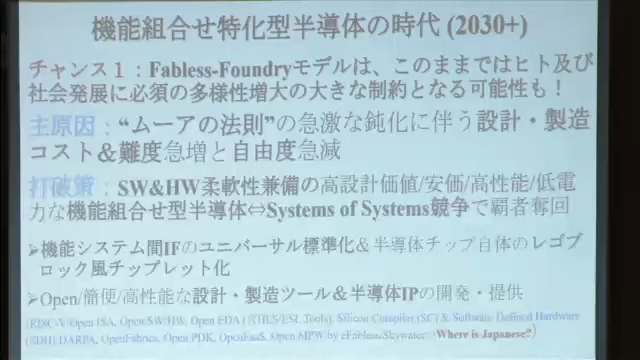 機能組合せ特化型半導体の時代 (2030+)
チャンス1：Fabless-Foundryモデルは、このままではヒト及び
社会発展に必須の多様性増大の大きな制約となる可能性も！
主原因：“ムーアの法則”の急激な鈍化に伴う設計・製造
コスト＆難度急増と自由度急減
打破策：SW&HW柔軟性兼備の高設計価値/安価/高性能/低電
力な機能組合せ型半導体⇔Systems of Systems競争で覇者奪回
➢機能システム間IFのユニバーサル標準化＆半導体チップ自体のレゴブ
ロック風チップレット化
➢Open/簡便/高性能な設計・製造ツール＆半導体IPの開発・提供
(RISC-V/Open ISA, Open SW/HW, Open EDA (含HLS/ESL Tools), Silicon Compiler (SC) & Software Defined Hardware
(SDH) DARPA, OpenFabrics, Open PDK, OpenFaaS, Open MPW by eFabless/Skywater Where is Japanese?)